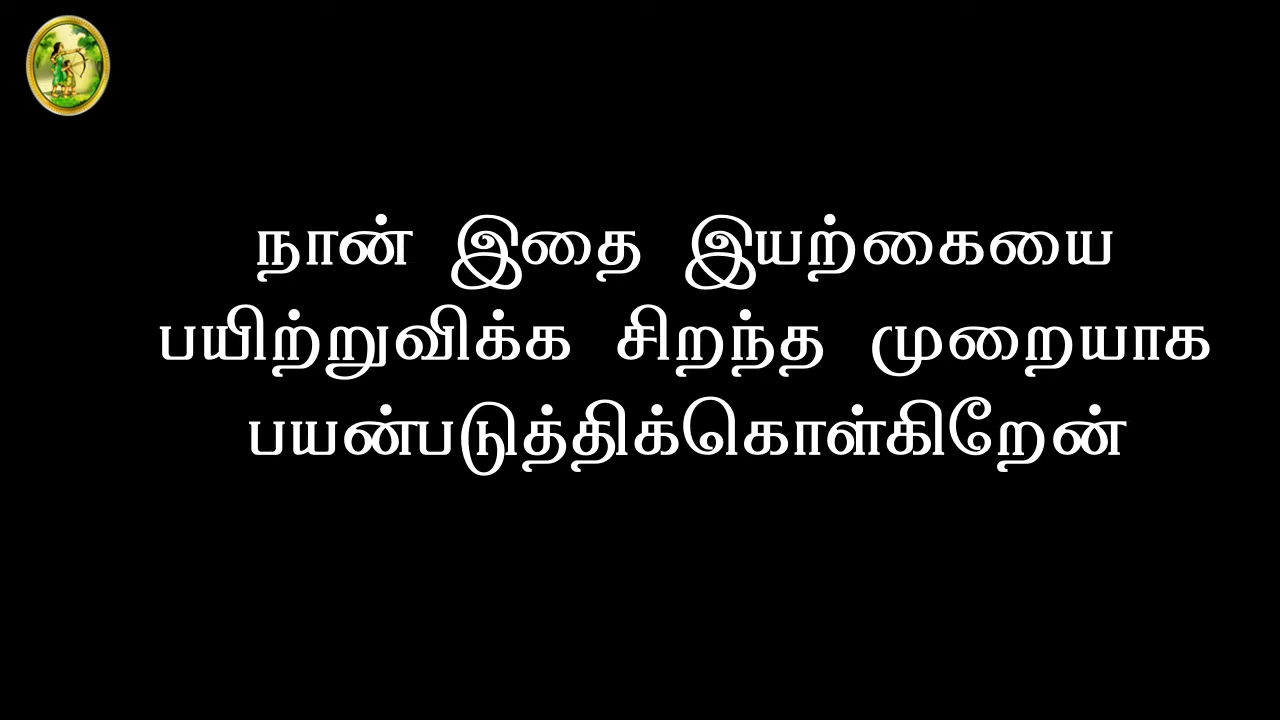 நான் இதை இயற்கையை
பயிற்றுவிக்க சிறந்த முறையாக
பயன்படுத்திக்கொள்கிறேன்